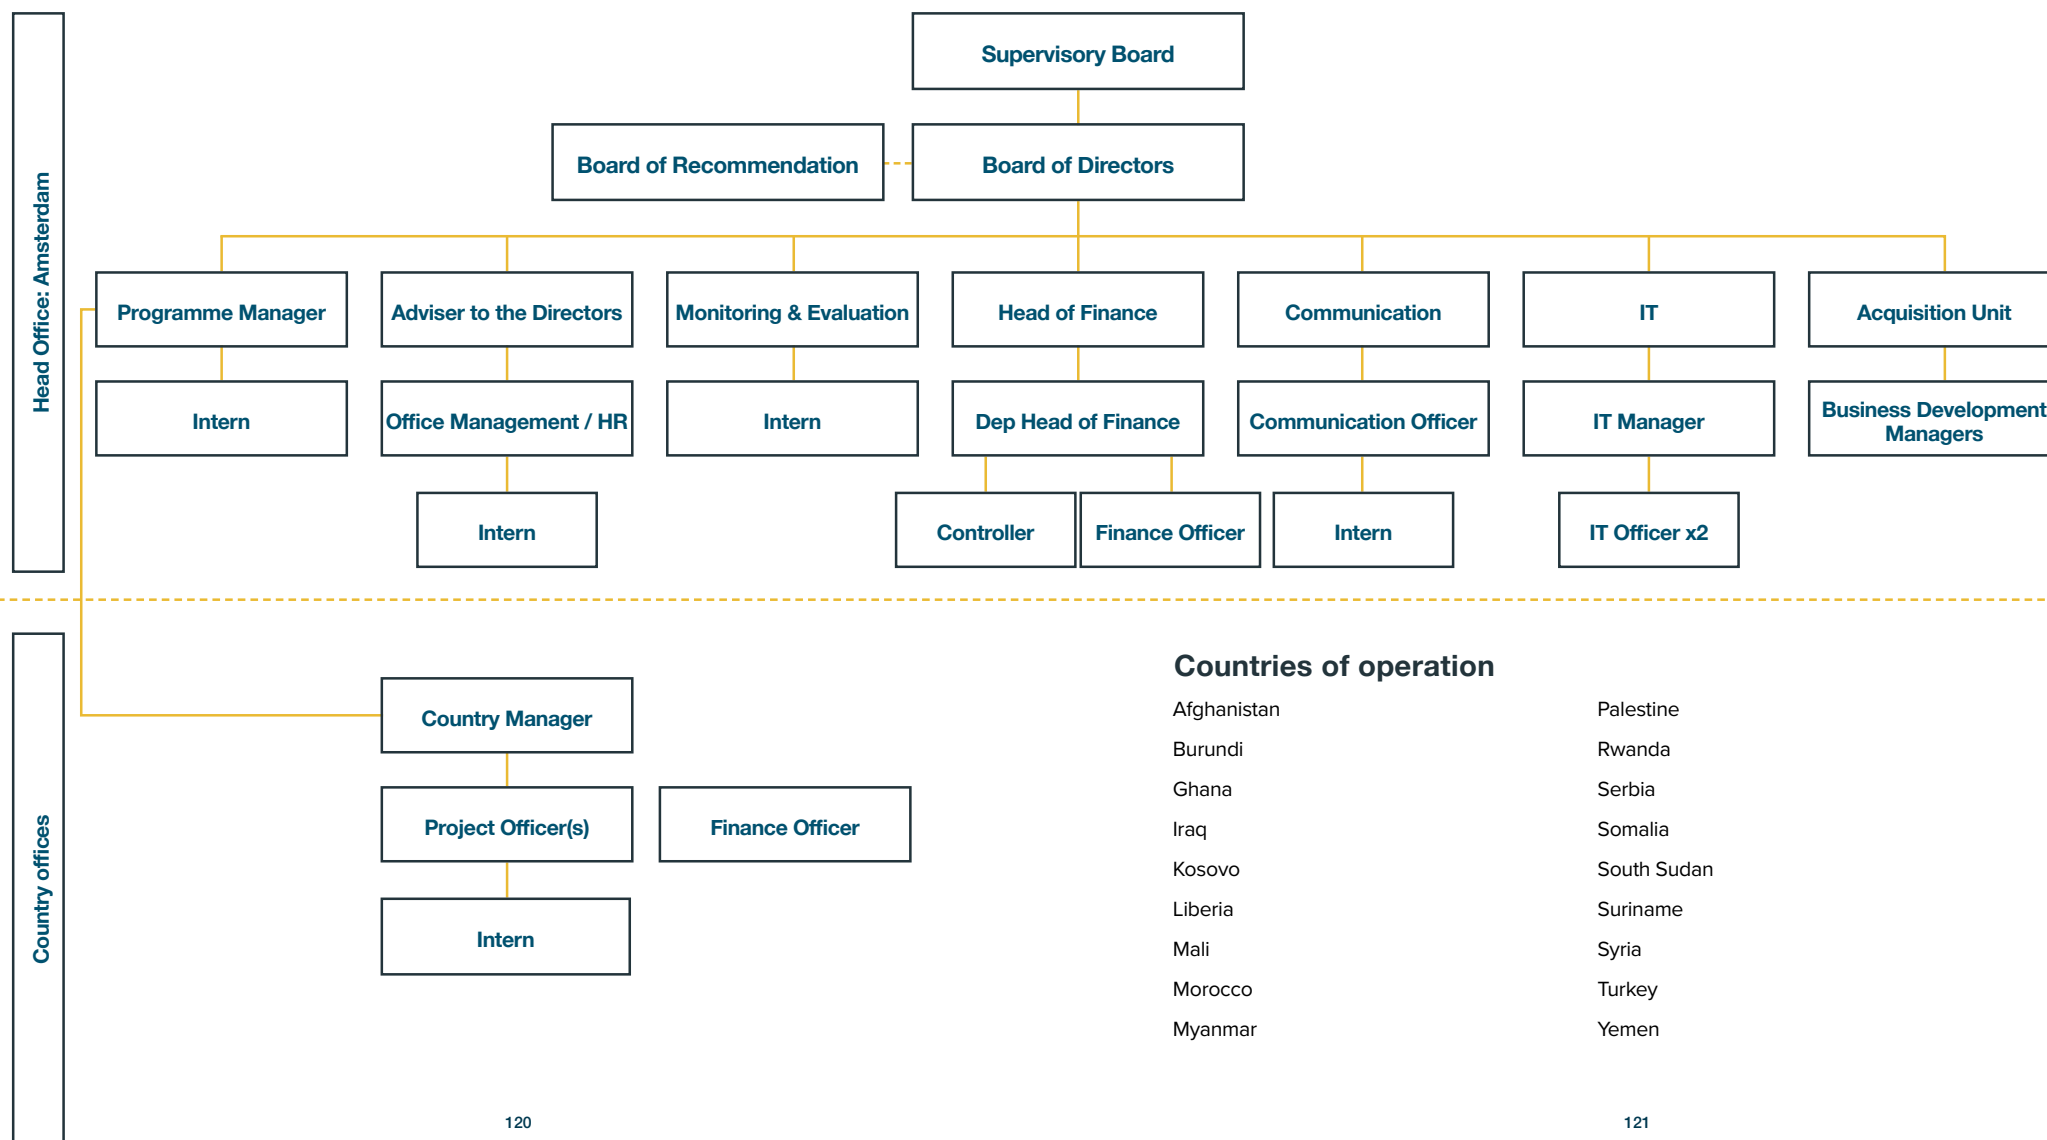 Head Office: Amsterdam
Supervisory Board
Board of Recommendation
Board of Directors
Programme Manager
Adviser to the Directors
Monitoring & Evaluation
Head of Finance
Communication
IT
Acquisition Unit
Intern
Office Management / HR
Intern
Dep Head of Finance
Communication Officer
IT Manager
Business Development
Managers
Intern
Controller
Finance Officer
Intern
IT Officer x2
Country offices
Country Manager
Project Officer(s)
Finance Officer
Intern
Countries of operation
Afghanistan
Burundi
Ghana
Iraq
Kosovo
Liberia
Mali
Morocco
Myanmar
Palestine
Rwanda
Serbia
Somalia
South Sudan
Suriname
Syria
Turkey
Yemen
120
121